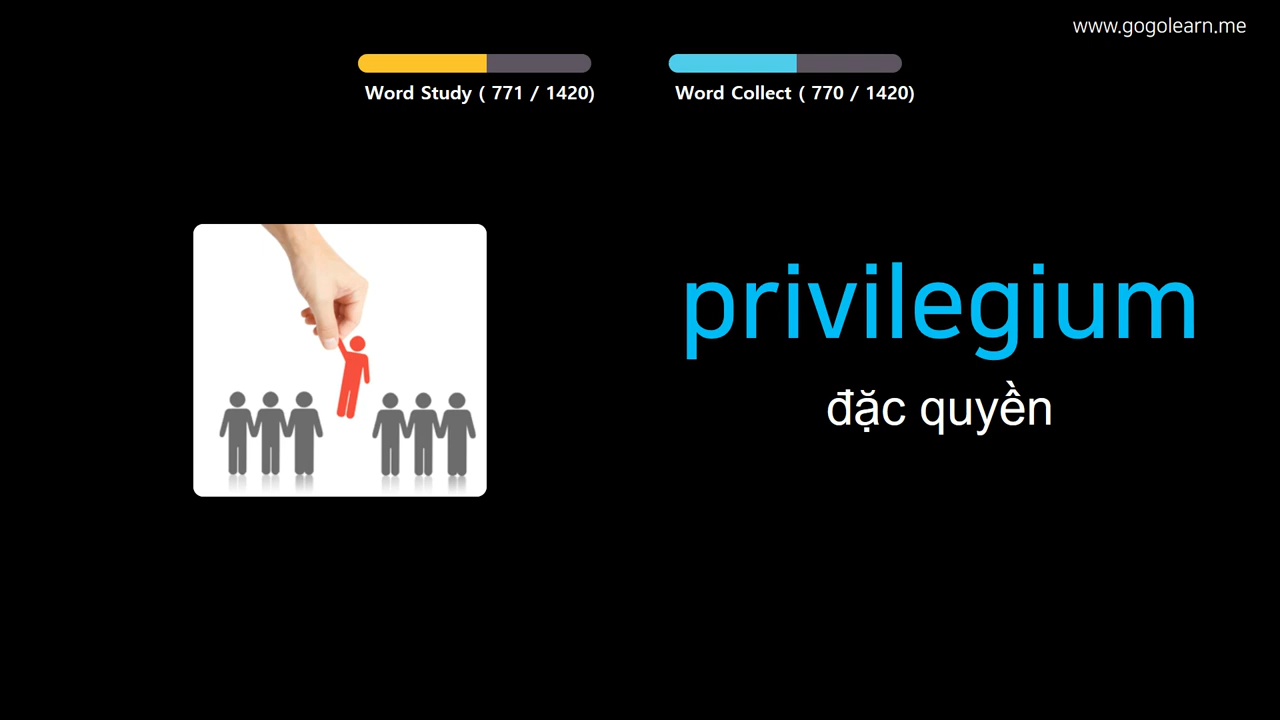 www.gogolearn.me
Word Study ( 771 / 1420)
Word Collect ( 770 / 1420)
privilegium
đặc quyền